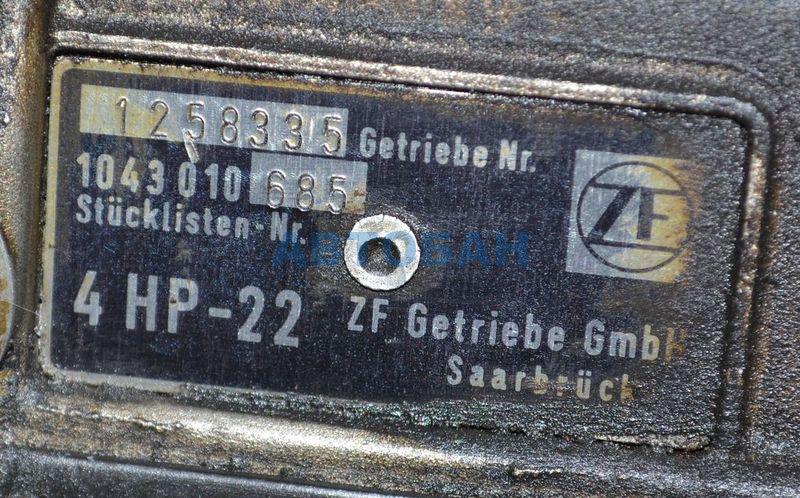 1258335 Getriebe Nr.
1043 010 685
Stücklisten-Nr.
ZF
АВТОБАН
4 HP-22 ZF Getriebe GmbH
Saarbrück